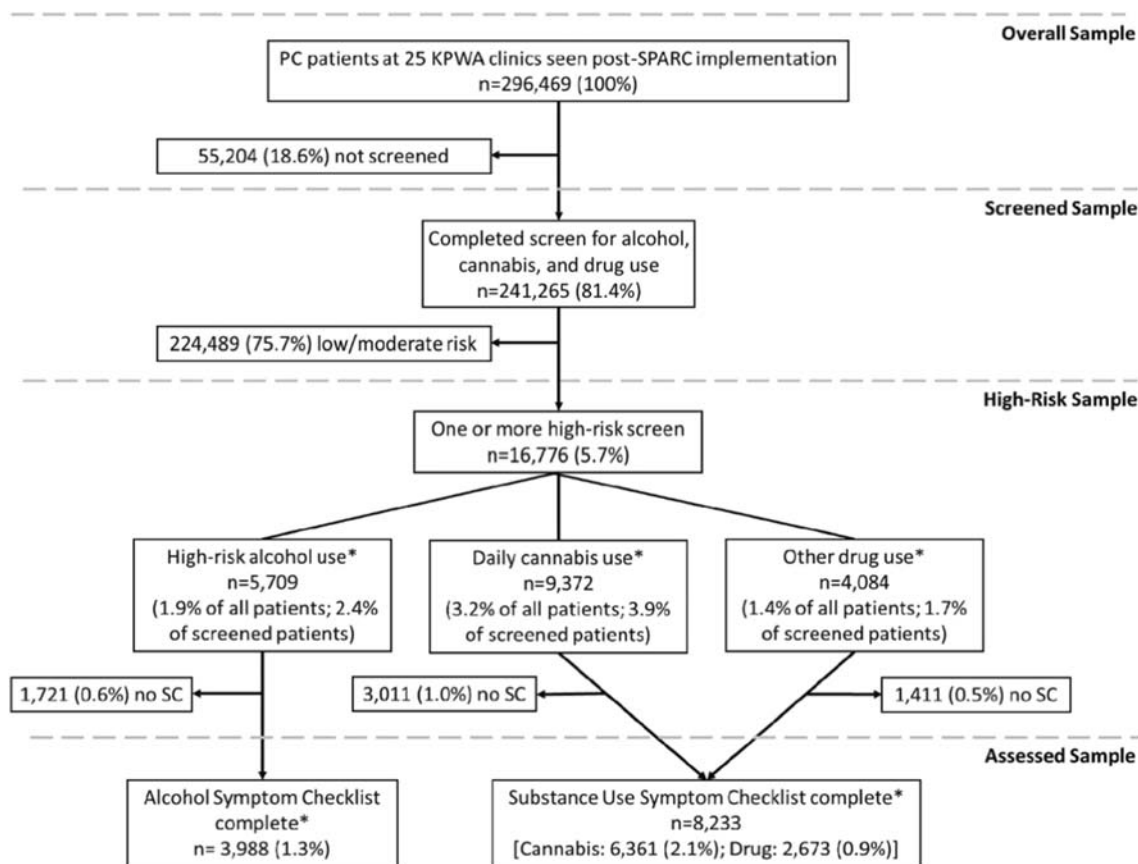 Overall Sample
PC patients at 25 KPWA clinics seen post-SPARC implementation
n=296,469 (100%)
55,204 (18.6%) not screened
Screened Sample
Completed screen for alcohol,
cannabis, and drug use
n=241,265 (81.4%)
224,489 (75.7%) low/moderate risk
High-Risk Sample
One or more high-risk screen
n=16,776 (5.7%)
High-risk alcohol use*
n=5,709
(1.9% of all patients; 2.4%
of screened patients)
Daily cannabis use*
n=9,372
(3.2% of all patients; 3.9%
of screened patients)
Other drug use*
n=4,084
(1.4% of all patients; 1.7%
of screened patients)
1,721 (0.6%) no SC
3,011 (1.0%) no SC
1,411 (0.5%) no SC
Assessed Sample
Alcohol Symptom Checklist
complete*
n= 3,988 (1.3%)
Substance Use Symptom Checklist complete*
n=8,233
[Cannabis: 6,361 (2.1%); Drug: 2,673 (0.9%)]